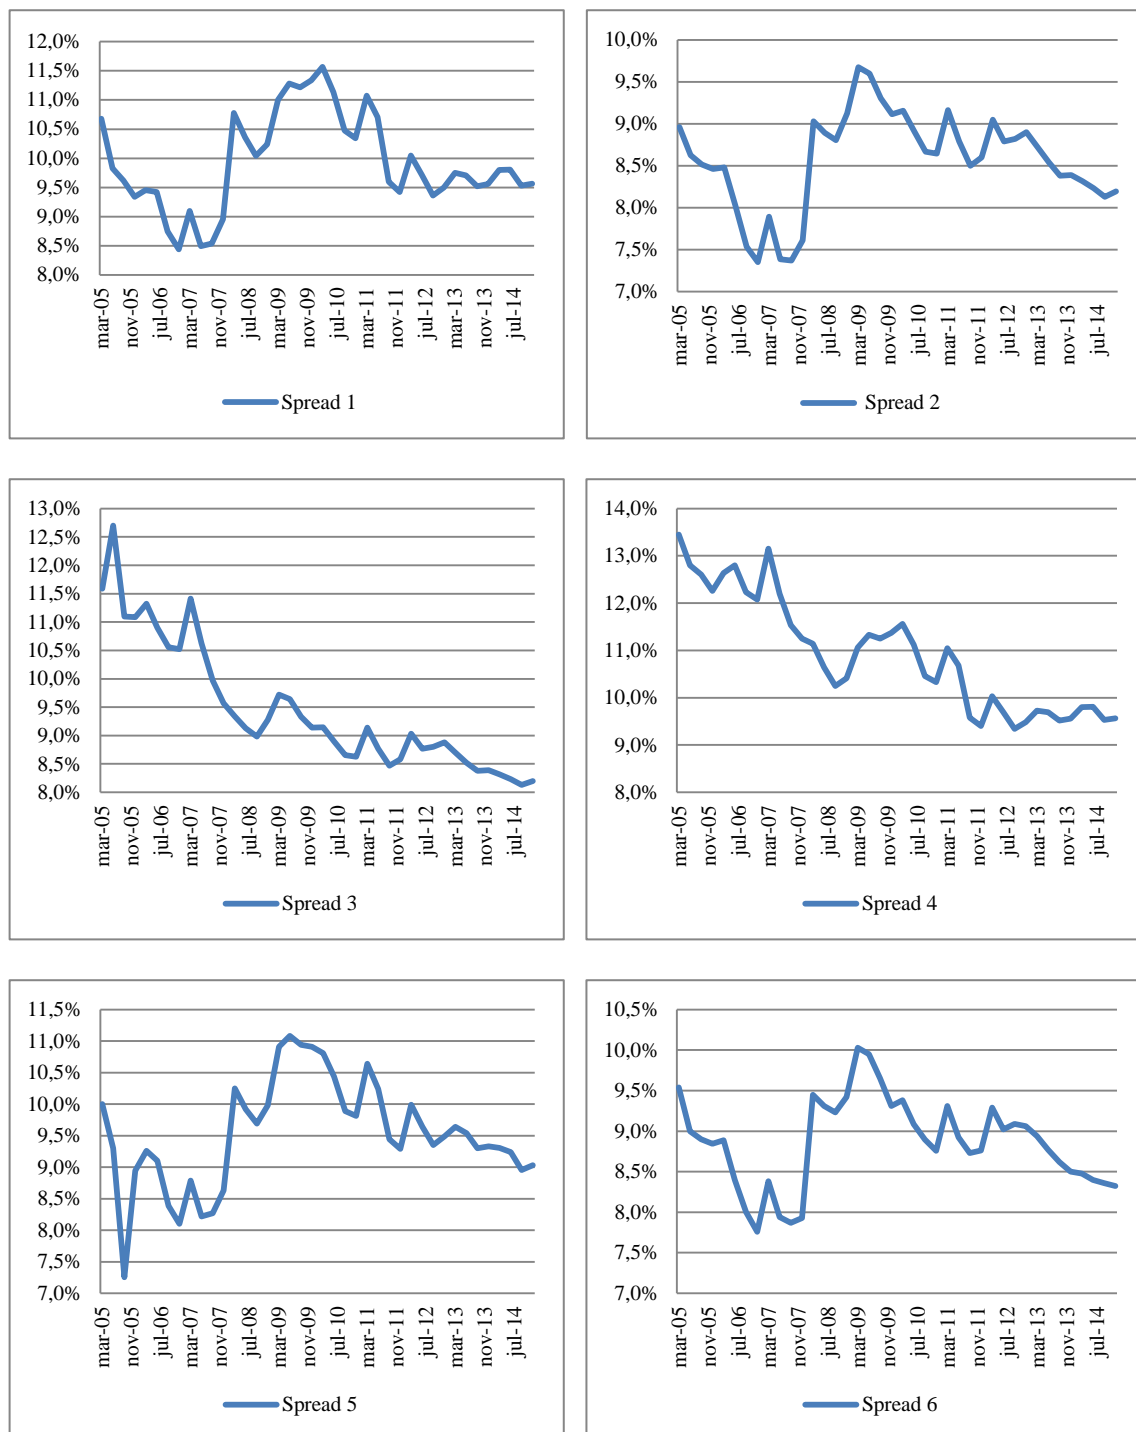 12,0%
11,5%
11,0%
10,5%
10,0%
9,5%
9,0%
8,5%
8,0%
mar-05
nov-05
jul-06
mar-07
nov-07
jul-08
mar-09
nov-09
jul-10
mar-11
nov-11
jul-12
mar-13
nov-13
jul-14
Spread 1
10,0%
9,5%
9,0%
8,5%
8,0%
7,5%
7,0%
mar-05
nov-05
jul-06
mar-07
nov-07
jul-08
mar-09
nov-09
jul-10
mar-11
nov-11
jul-12
mar-13
nov-13
jul-14
Spread 2
13,0%
12,5%
12,0%
11,5%
11,0%
10,5%
10,0%
9,5%
9,0%
8,5%
8,0%
mar-05
nov-05
jul-06
mar-07
nov-07
jul-08
mar-09
nov-09
jul-10
mar-11
nov-11
jul-12
mar-13
nov-13
jul-14
Spread 3
14,0%
13,0%
12,0%
11,0%
10,0%
9,0%
8,0%
mar-05
nov-05
jul-06
mar-07
nov-07
jul-08
mar-09
nov-09
jul-10
mar-11
nov-11
jul-12
mar-13
nov-13
jul-14
Spread 4
11,5%
11,0%
10,5%
10,0%
9,5%
9,0%
8,5%
8,0%
7,5%
7,0%
mar-05
nov-05
jul-06
mar-07
nov-07
jul-08
mar-09
nov-09
jul-10
mar-11
nov-11
jul-12
mar-13
nov-13
jul-14
Spread 5
10,5%
10,0%
9,5%
9,0%
8,5%
8,0%
7,5%
7,0%
mar-05
nov-05
jul-06
mar-07
nov-07
jul-08
mar-09
nov-09
jul-10
mar-11
nov-11
jul-12
mar-13
nov-13
jul-14
Spread 6